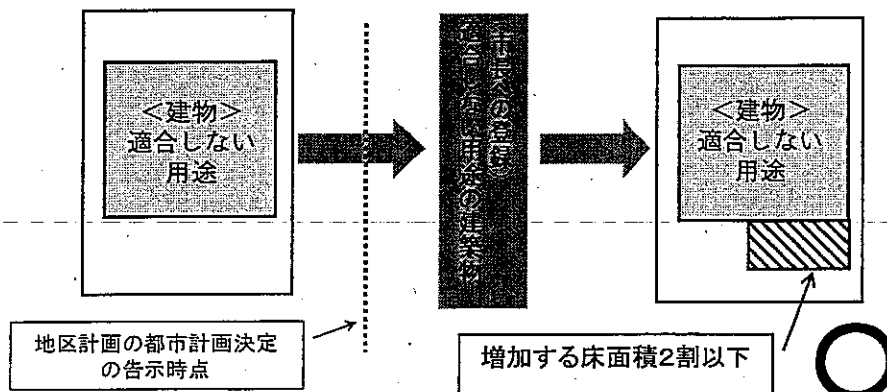 <建物>
適合しない
用途
地区計画の都市計画決定
の告示時点
適合しない用途の建築物
(市長への登録)
<建物>
適合しない
用途
増加する床面積2割以下